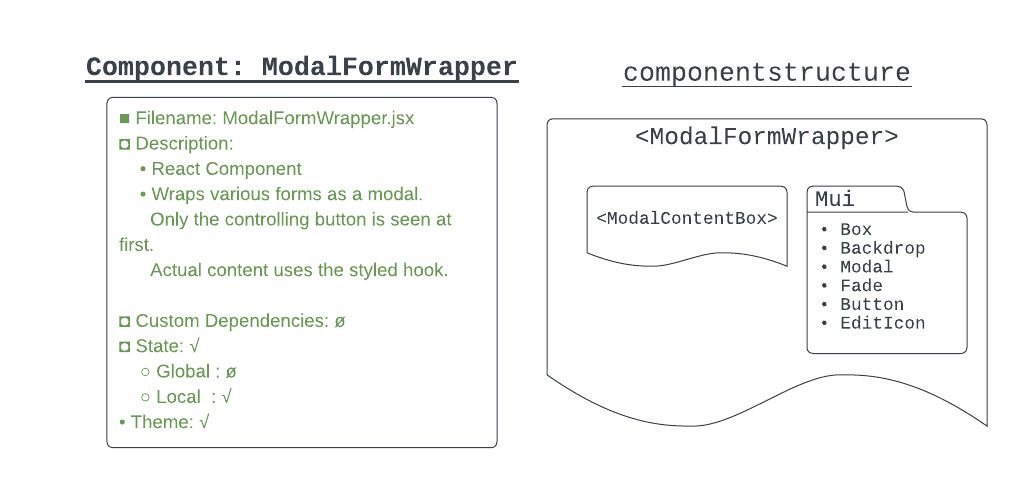 Component: ModalFormWrapper
■ Filename: ModalFormWrapper.jsx
◘ Description:
• React Component
• Wraps various forms as a modal.
Only the controlling button is seen at
first.
Actual content uses the styled hook.
◘ Custom Dependencies: ø
◘ State: √
○ Global : ø
○ Local : √
• Theme: √
componentstructure
<ModalFormWrapper>
<ModalContentBox>
Mui
• Box
• Backdrop
• Modal
• Fade
• Button
• EditIcon